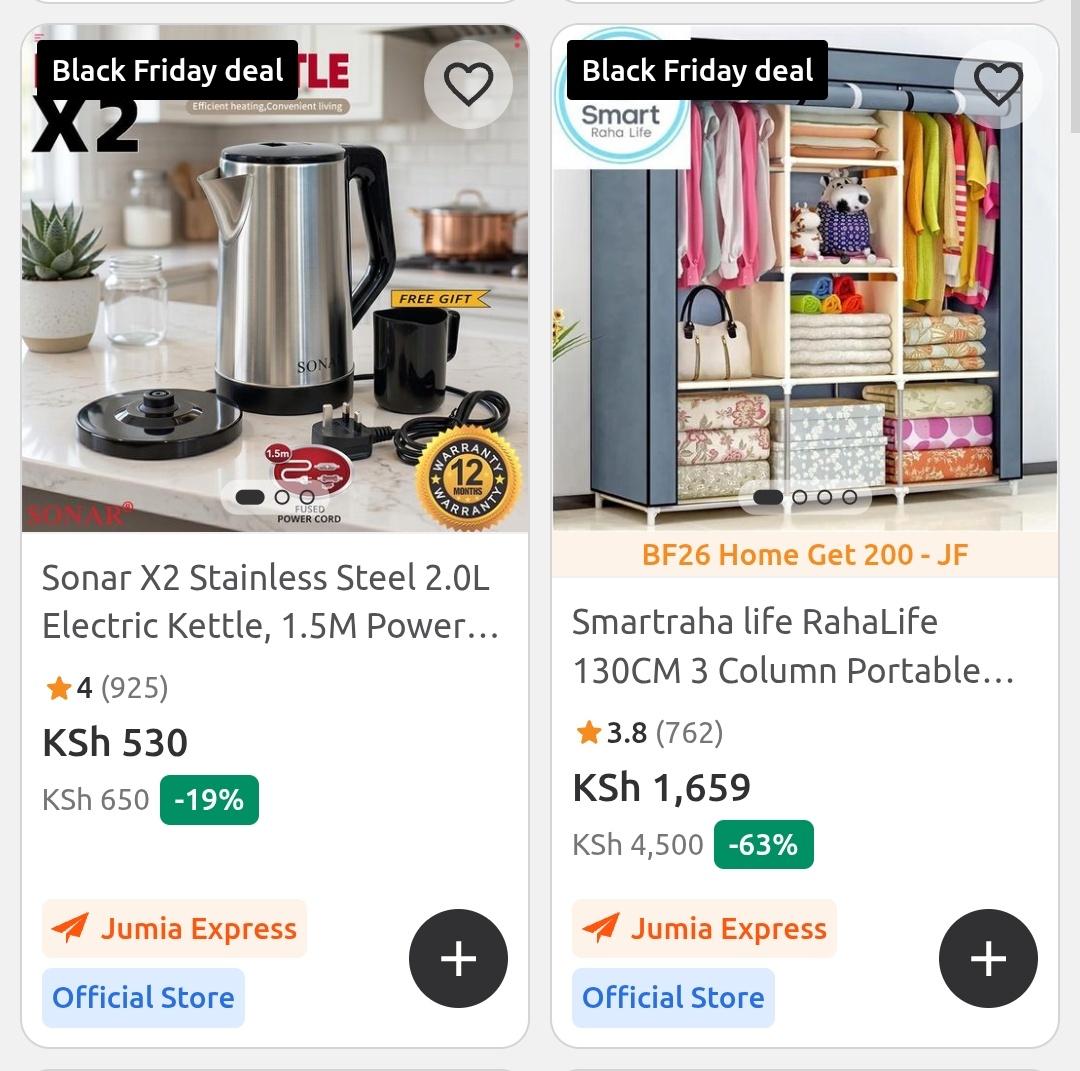 Black Friday deal
TLE
Efficient heating,Convenient living
X2
FREE GIFT
SONA
1.5m
WARRANTY
12
MONTHS
WARRANTY
FUSED
POWER CORD
SONAR®
Sonar X2 Stainless Steel 2.0L
Electric Kettle, 1.5M Power...
4 (925)
KSh 530
KSh 650 -19%
Jumia Express
+
Official Store
Black Friday deal
Smart
Raha Life
BF26 Home Get 200 - JF
Smartraha life RahaLife
130CM 3 Column Portable...
3.8 (762)
KSh 1,659
KSh 4,500 -63%
Jumia Express
+
Official Store